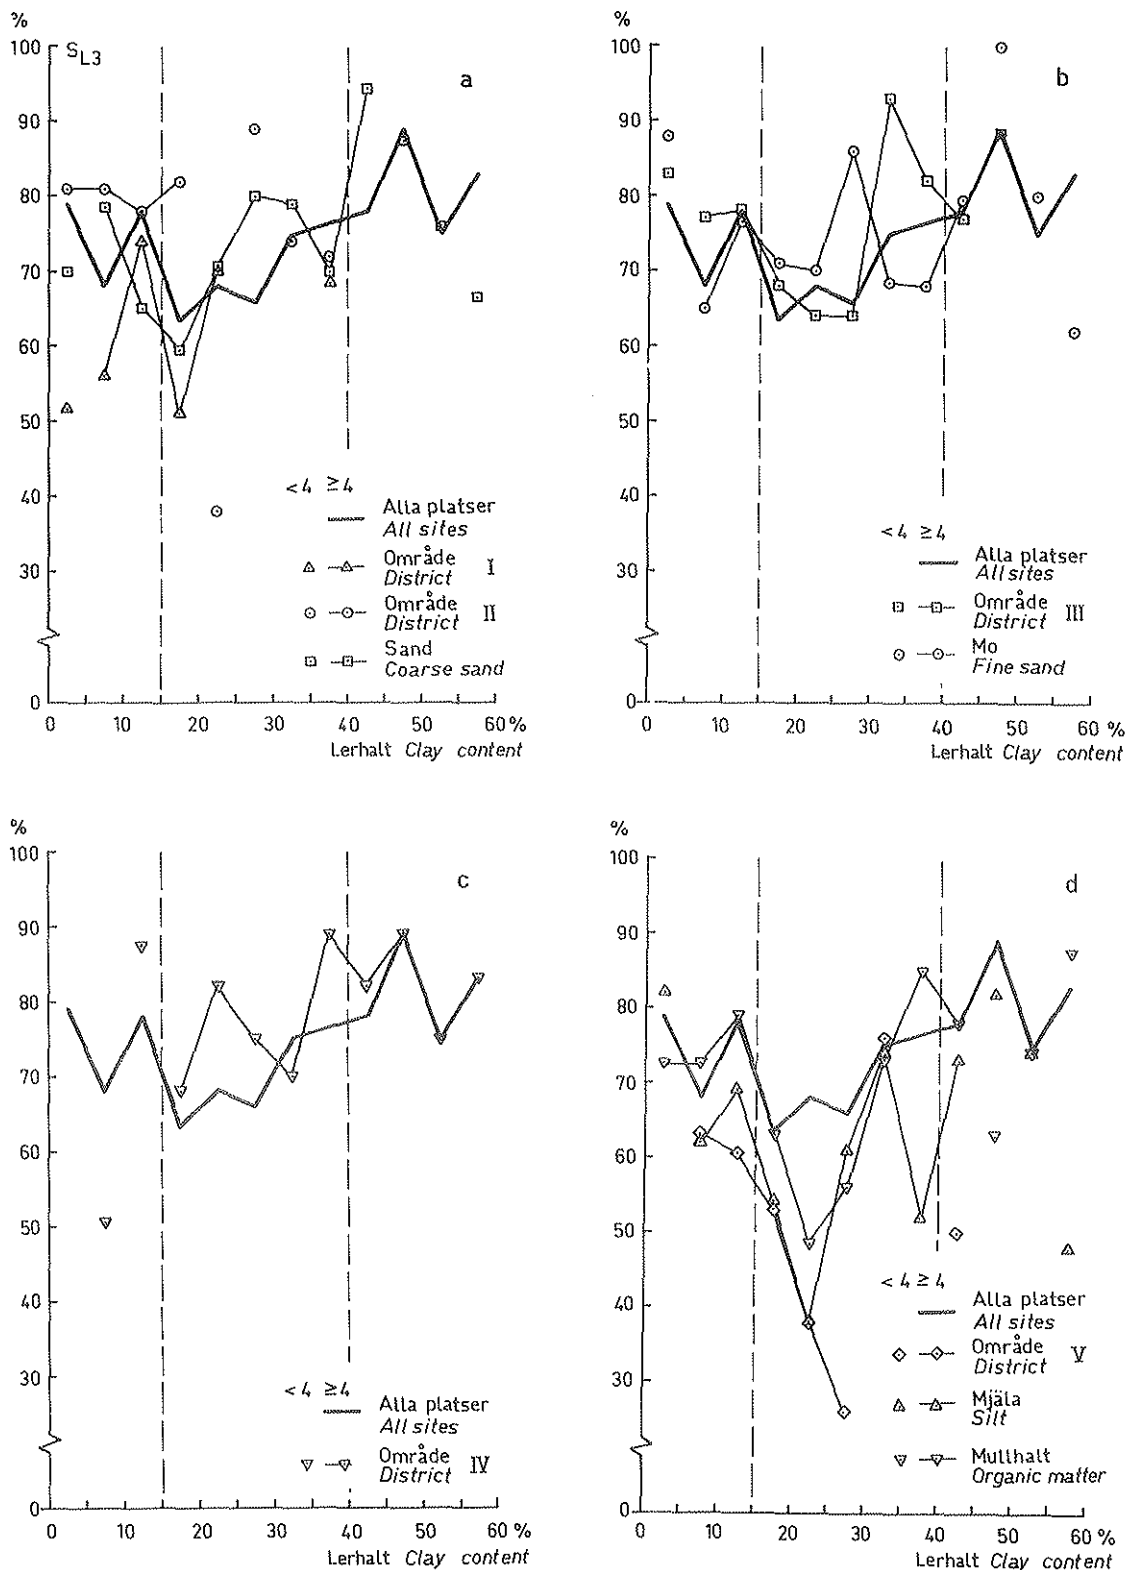 %
100
S L3
a
90
80
70
60
50
40
30
0
<4 ≥4
Alla platser
All sites
Område I
District
Område II
District
Sand
Coarse sand
0 10 20 30 40 50 60 %
Lerhalt Clay content
%
100
b
90
80
70
60
50
40
30
0
<4 ≥4
Alla platser
All sites
Område III
District
Mo
Fine sand
0 10 20 30 40 50 60 %
Lerhalt Clay content
%
100
c
90
80
70
60
50
40
30
0
<4 ≥4
Alla platser
All sites
Område IV
District
0 10 20 30 40 50 60 %
Lerhalt Clay content
%
100
d
90
80
70
60
50
40
30
0
<4 ≥4
Alla platser
All sites
Område V
District
Mjäla
Silt
Mullhalt
Organic matter
0 10 20 30 40 50 60 %
Lerhalt Clay content